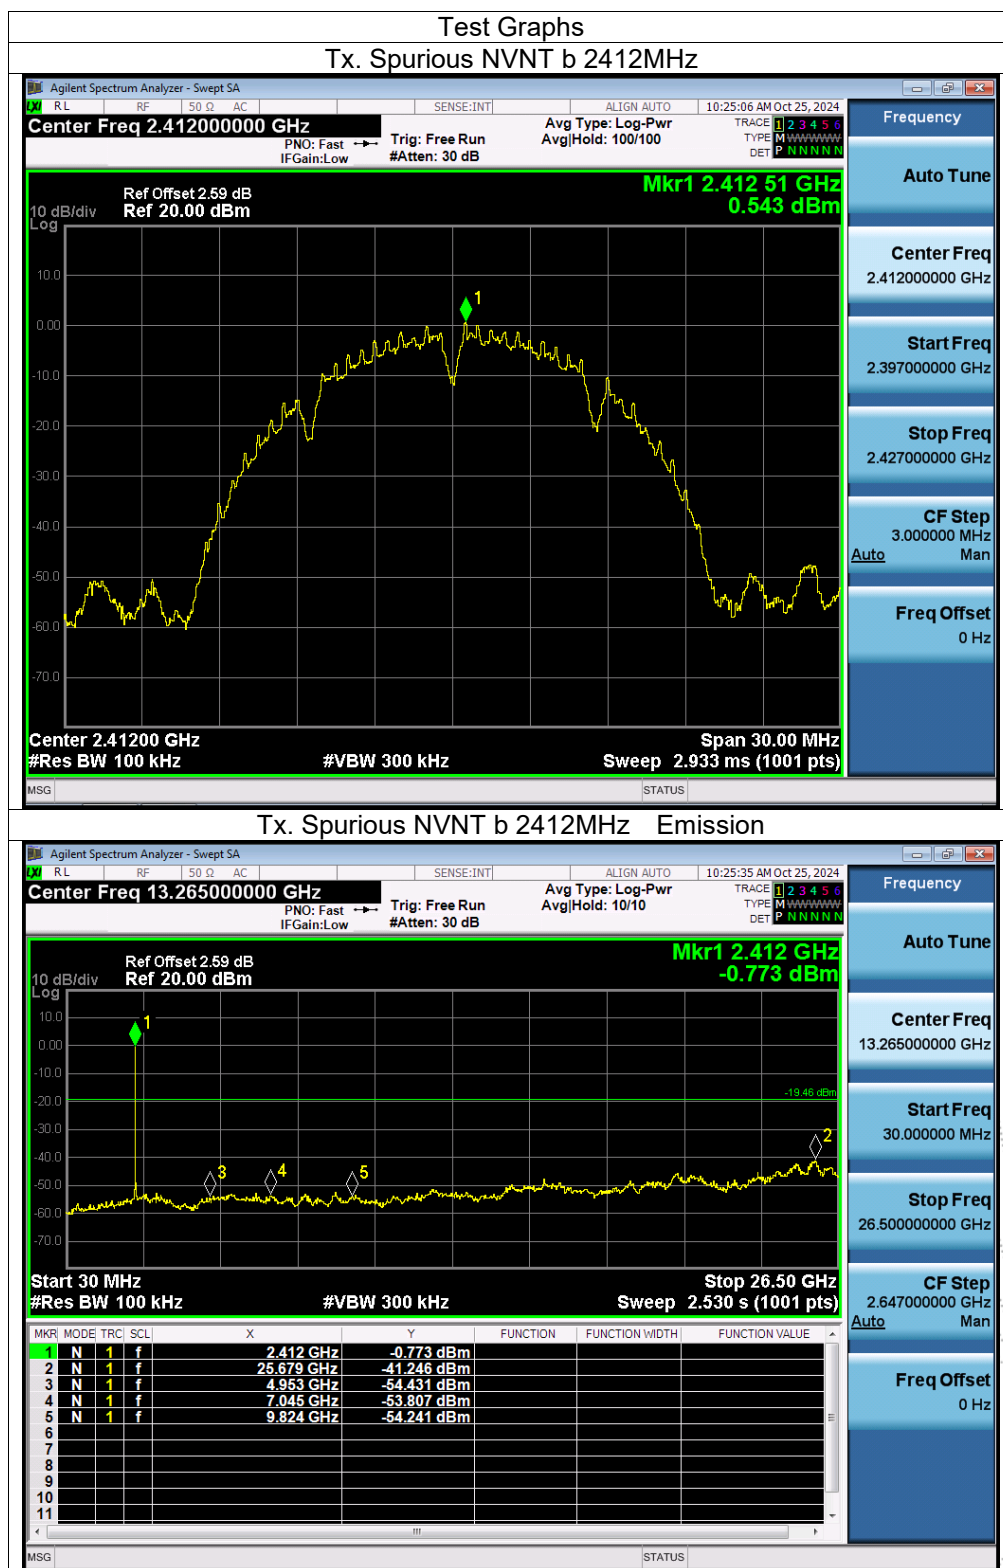 Test Graphs
Tx. Spurious NVNT b 2412MHz
Agilent Spectrum Analyzer - Swept SA
LXI RL RF 50 Ω AC SENSE:INT ALIGN AUTO 10:25:06 AM Oct 25, 2024
Center Freq 2.412000000 GHz
PNO: Fast
IFGain:Low
Trig: Free Run
#Atten: 30 dB
Avg Type: Log-Pwr
Avg|Hold: 100/100
TRACE 1 2 3 4 5 6
TYPE M WWWWW
DET P N N N N N
Ref Offset 2.59 dB
10 dB/div Ref 20.00 dBm
Log
Mkr1 2.412 51 GHz
0.543 dBm
10.0
0.00
-10.0
-20.0
-30.0
-40.0
-50.0
-60.0
-70.0
1
Center 2.41200 GHz Span 30.00 MHz
#Res BW 100 kHz #VBW 300 kHz Sweep 2.933 ms (1001 pts)
MSG STATUS
Frequency
Auto Tune
Center Freq
2.412000000 GHz
Start Freq
2.397000000 GHz
Stop Freq
2.427000000 GHz
CF Step
3.000000 MHz
Auto Man
Freq Offset
0 Hz
Tx. Spurious NVNT b 2412MHz Emission
Agilent Spectrum Analyzer - Swept SA
LXI RL RF 50 Ω AC SENSE:INT ALIGN AUTO 10:25:35 AM Oct 25, 2024
Center Freq 13.265000000 GHz
PNO: Fast
IFGain:Low
Trig: Free Run
#Atten: 30 dB
Avg Type: Log-Pwr
Avg|Hold: 10/10
TRACE 1 2 3 4 5 6
TYPE M WWWWW
DET P N N N N N
Ref Offset 2.59 dB
10 dB/div Ref 20.00 dBm
Log
Mkr1 2.412 GHz
-0.773 dBm
10.0
0.00
-10.0
-20.0
-30.0
-40.0
-50.0
-60.0
-70.0
1
-19.46 dBm
2
3 4 5
Start 30 MHz Stop 26.50 GHz
#Res BW 100 kHz #VBW 300 kHz Sweep 2.530 s (1001 pts)
MKR MODE TRC SCL X Y FUNCTION FUNCTION WIDTH FUNCTION VALUE
1 N 1 f 2.412 GHz -0.773 dBm
2 N 1 f 25.679 GHz -41.246 dBm
3 N 1 f 4.953 GHz -54.431 dBm
4 N 1 f 7.045 GHz -53.807 dBm
5 N 1 f 9.824 GHz -54.241 dBm
6
7
8
9
10
11
MSG STATUS
Frequency
Auto Tune
Center Freq
13.265000000 GHz
Start Freq
30.000000 MHz
Stop Freq
26.500000000 GHz
CF Step
2.647000000 GHz
Auto Man
Freq Offset
0 Hz